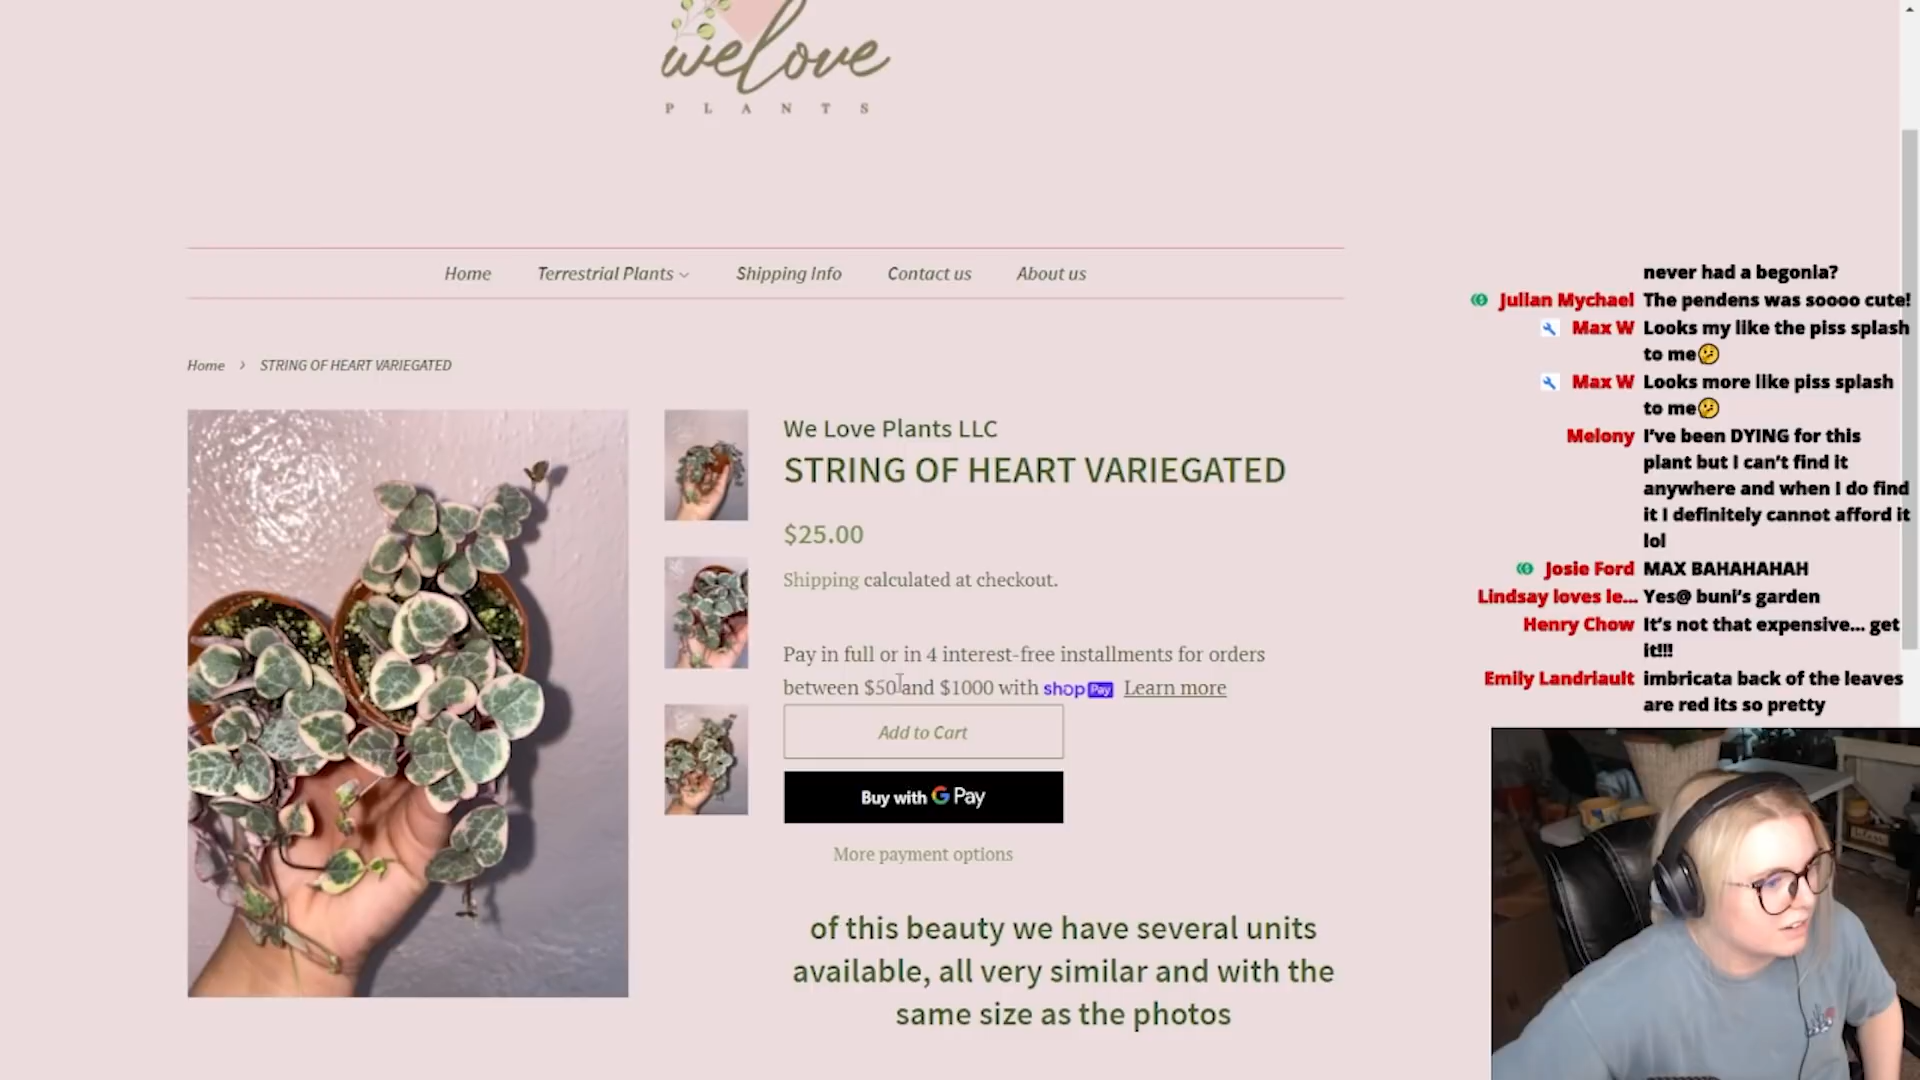 welove
PLANTS
Home
Terrestrial Plants
Shipping Info
Contact us
About us
Home › STRING OF HEART VARIEGATED
We Love Plants LLC
STRING OF HEART VARIEGATED
$25.00
Shipping calculated at checkout.
Pay in full or in 4 interest-free installments for orders
between $50 and $1000 with shop Pay Learn more
Add to Cart
Buy with G Pay
More payment options
of this beauty we have several units
available, all very similar and with the
same size as the photos
never had a begonia?
Julian Mychael The pendens was soooo cute!
Max W Looks my like the piss splash
to me🤔
Max W Looks more like piss splash
to me🤔
Melony I've been DYING for this
plant but I can't find it
anywhere and when I do find
it I definitely cannot afford it
lol
Josie Ford MAX BAHAHAHAH
Lindsay loves le... Yes@ buni's garden
Henry Chow It's not that expensive... get
it!!!
Emily Landriault imbricata back of the leaves
are red its so pretty